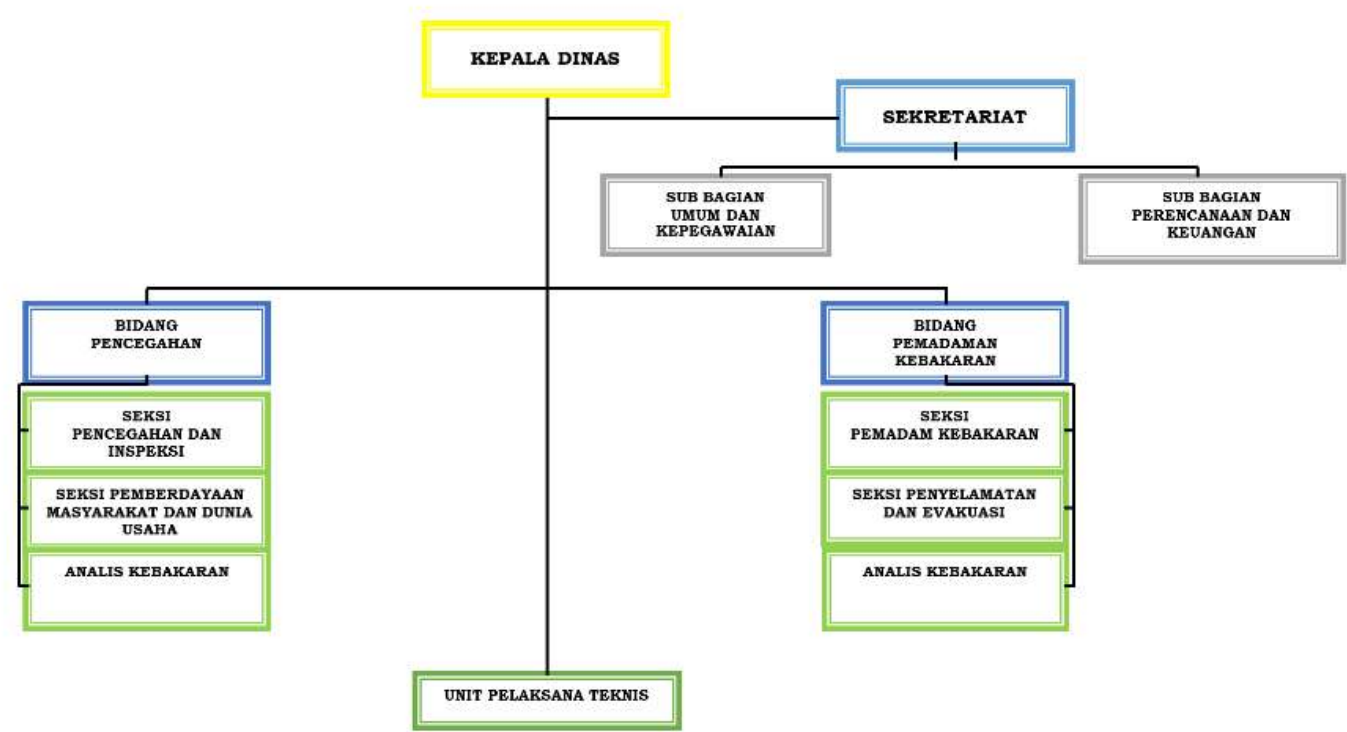 KEPALA DINAS
SEKRETARIAT
SUB BAGIAN
UMUM DAN
KEPEGAWAIAN
SUB BAGIAN
PERENCANAAN DAN
KEUANGAN
BIDANG
PENCEGAHAN
SEKSI
PENCEGAHAN DAN
INSPEKSI
SEKSI PEMBERDAYAAN
MASYARAKAT DAN DUNIA
USAHA
ANALIS KEBAKARAN
BIDANG
PEMADAMAN
KEBAKARAN
SEKSI
PEMADAM KEBAKARAN
SEKSI PENYELAMATAN
DAN EVAKUASI
ANALIS KEBAKARAN
UNIT PELAKSANA TEKNIS